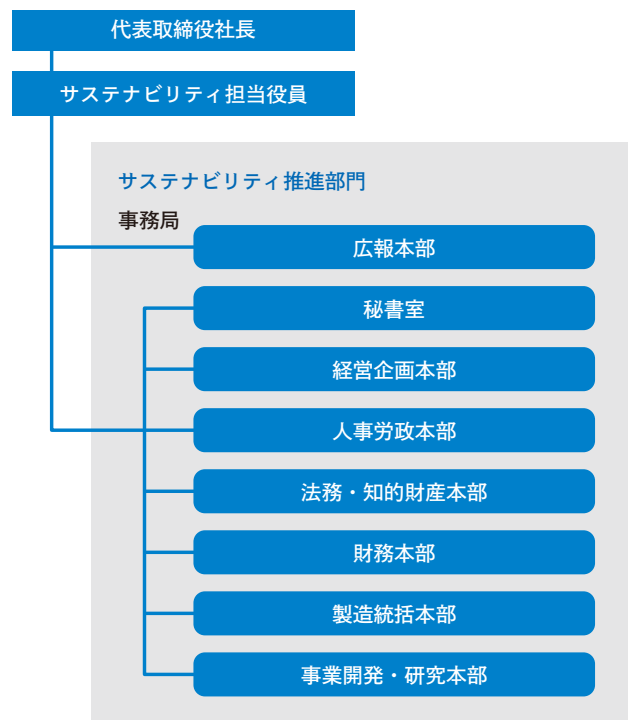 代表取締役社長
サステナビリティ担当役員
サステナビリティ推進部門
事務局
広報本部
秘書室
経営企画本部
人事労政本部
法務・知的財産本部
財務本部
製造統括本部
事業開発・研究本部